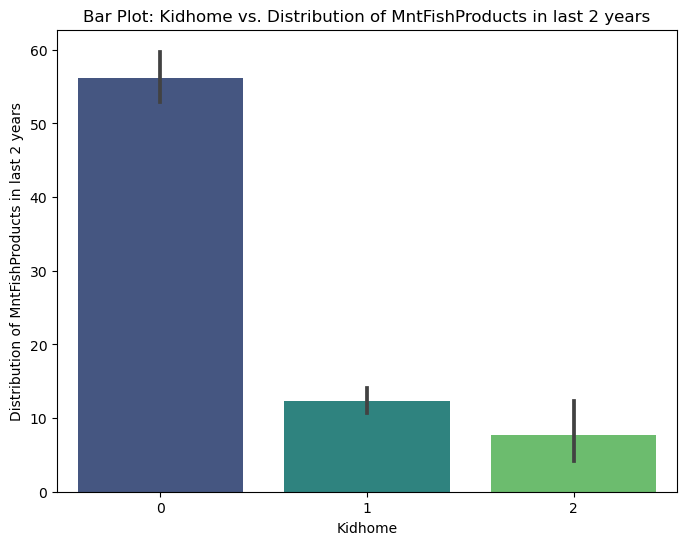 Bar Plot: Kidhome vs. Distribution of MntFishProducts in last 2 years
Distribution of MntFishProducts in last 2 years
60
50
40
30
20
10
0
0 1 2
Kidhome